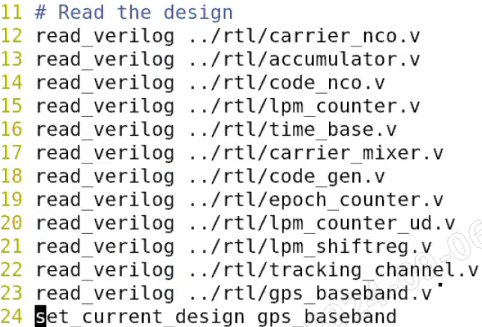 11 # Read the design
12 read_verilog ../rtl/carrier_nco.v
13 read_verilog ../rtl/accumulator.v
14 read_verilog ../rtl/code_nco.v
15 read_verilog ../rtl/lpm_counter.v
16 read_verilog ../rtl/time_base.v
17 read_verilog ../rtl/carrier_mixer.v
18 read_verilog ../rtl/code_gen.v
19 read_verilog ../rtl/epoch_counter.v
20 read_verilog ../rtl/lpm_counter_ud.v
21 read_verilog ../rtl/lpm_shiftreg.v
22 read_verilog ../rtl/tracking_channel.v
23 read_verilog ../rtl/gps_baseband.v
24 set_current_design gps_baseband